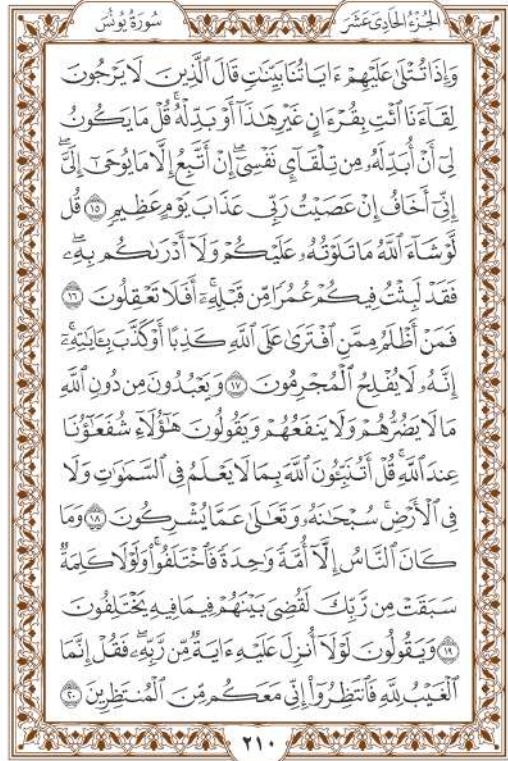 الجُزْءُ الحَادِىَ عَشَرَ سُورَةُ يُونُسَ
وَإِذَا تُتْلَىٰ عَلَيْهِمْ ءَايَاتُنَا بَيِّنَٰتٍ قَالَ ٱلَّذِينَ لَا يَرْجُونَ
لِقَآءَنَا ٱئْتِ بِقُرْءَانٍ غَيْرِ هَٰذَآ أَوْ بَدِّلْهُ ۚ قُلْ مَا يَكُونُ
لِىٓ أَنْ أُبَدِّلَهُۥ مِن تِلْقَآئِ نَفْسِىٓ ۖ إِنْ أَتَّبِعُ إِلَّا مَا يُوحَىٰٓ إِلَىَّ ۖ
إِنِّىٓ أَخَافُ إِنْ عَصَيْتُ رَبِّى عَذَابَ يَوْمٍ عَظِيمٍ ١٥ قُل
لَّوْ شَآءَ ٱللَّهُ مَا تَلَوْتُهُۥ عَلَيْكُمْ وَلَآ أَدْرَىٰكُم بِهِۦ ۖ
فَقَدْ لَبِثْتُ فِيكُمْ عُمُرًا مِّن قَبْلِهِۦٓ ۚ أَفَلَا تَعْقِلُونَ ١٦
فَمَنْ أَظْلَمُ مِمَّنِ ٱفْتَرَىٰ عَلَى ٱللَّهِ كَذِبًا أَوْ كَذَّبَ بِـَٔايَٰتِهِۦٓ ۚ
إِنَّهُۥ لَا يُفْلِحُ ٱلْمُجْرِمُونَ ١٧ وَيَعْبُدُونَ مِن دُونِ ٱللَّهِ
مَا لَا يَضُرُّهُمْ وَلَا يَنفَعُهُمْ وَيَقُولُونَ هَٰٓؤُلَآءِ شُفَعَٰٓؤُنَا
عِندَ ٱللَّهِ ۚ قُلْ أَتُنَبِّـُٔونَ ٱللَّهَ بِمَا لَا يَعْلَمُ فِى ٱلسَّمَٰوَٰتِ وَلَا
فِى ٱلْأَرْضِ ۚ سُبْحَٰنَهُۥ وَتَعَٰلَىٰ عَمَّا يُشْرِكُونَ ١٨ وَمَا
كَانَ ٱلنَّاسُ إِلَّآ أُمَّةً وَٰحِدَةً فَٱخْتَلَفُوا۟ ۚ وَلَوْلَا كَلِمَةٌ
سَبَقَتْ مِن رَّبِّكَ لَقُضِىَ بَيْنَهُمْ فِيمَا فِيهِ يَخْتَلِفُونَ
١٩ وَيَقُولُونَ لَوْلَآ أُنزِلَ عَلَيْهِ ءَايَةٌ مِّن رَّبِّهِۦ ۖ فَقُلْ إِنَّمَا
ٱلْغَيْبُ لِلَّهِ فَٱنتَظِرُوٓا۟ إِنِّى مَعَكُم مِّنَ ٱلْمُنتَظِرِينَ ٢٠
٢١٠